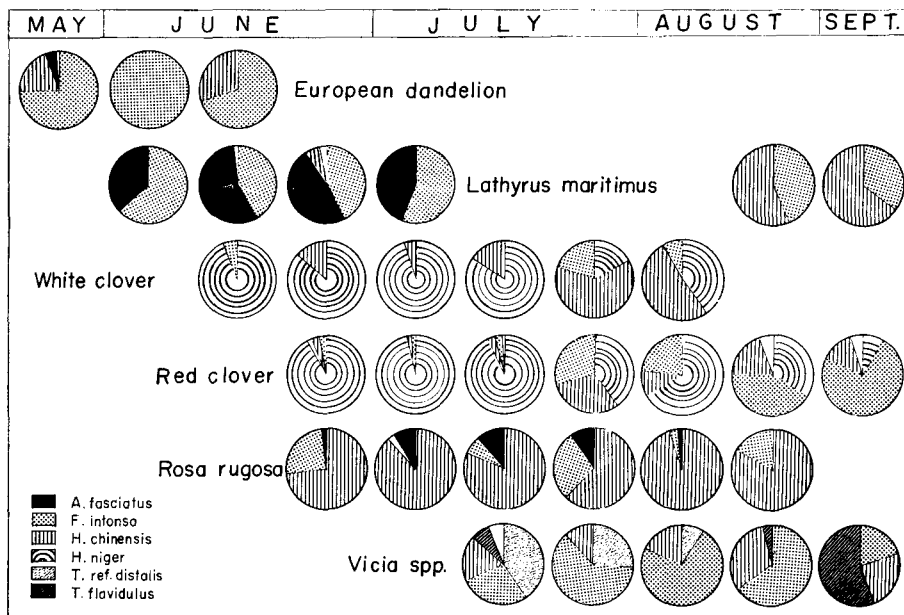 MAY JUNE JULY AUGUST SEPT.
European dandelion
Lathyrus maritimus
White clover
Red clover
Rosa rugosa
A. fasciatus
F. intonsa
H. chinensis
H. niger
T. ref. distalis
T. flavidulus
Vicia spp.